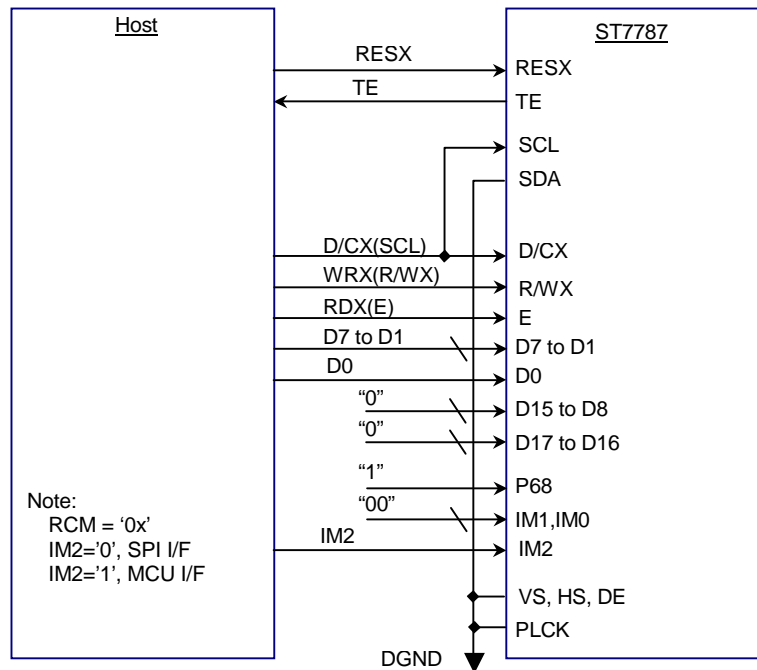 Host
ST7787
RESX
RESX
TE
TE
SCL
SDA
D/CX(SCL)
D/CX
WRX(R/WX)
R/WX
RDX(E)
E
D7 to D1
D7 to D1
D0
D0
“0”
D15 to D8
“0”
D17 to D16
“1”
P68
“00”
IM1,IM0
IM2
IM2
Note:
RCM = ‘0x’
IM2='0', SPI I/F
IM2='1', MCU I/F
VS, HS, DE
PLCK
DGND